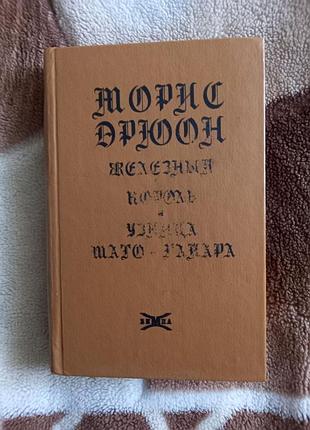 МОРИС
ДРЮОН
ЖЕЛЕЗНЫЙ
КОРОЛЬ
УЗНИЦА
ШАТО-ГАЙАРА